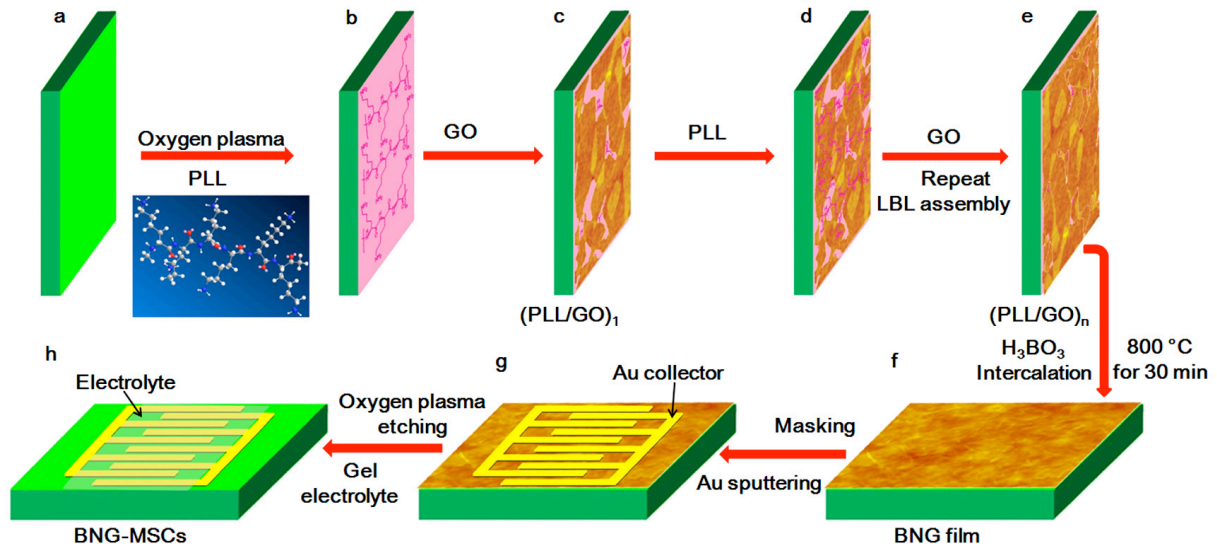 a
b
c
d
e
Oxygen plasma
PLL
GO
PLL
GO
Repeat
LBL assembly
(PLL/GO)1
(PLL/GO)n
H3BO3
Intercalation
800 °C
for 30 min
h
g
f
Electrolyte
Au collector
Oxygen plasma
etching
Gel
electrolyte
Masking
Au sputtering
BNG-MSCs
BNG film